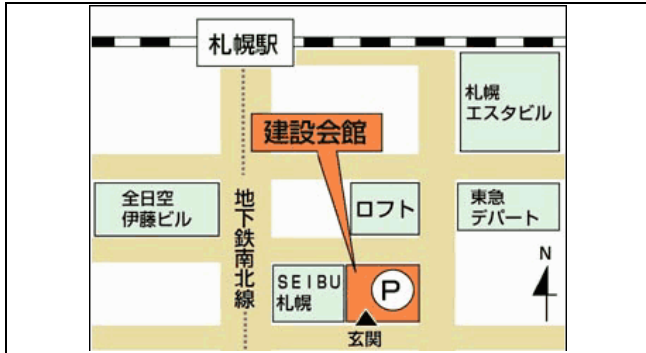 札幌駅
札幌
エスタビル
建設会館
全日空
伊藤ビル
地下鉄南北線
ロフト
東急
デパート
N
SEIBU
札幌
P
玄関